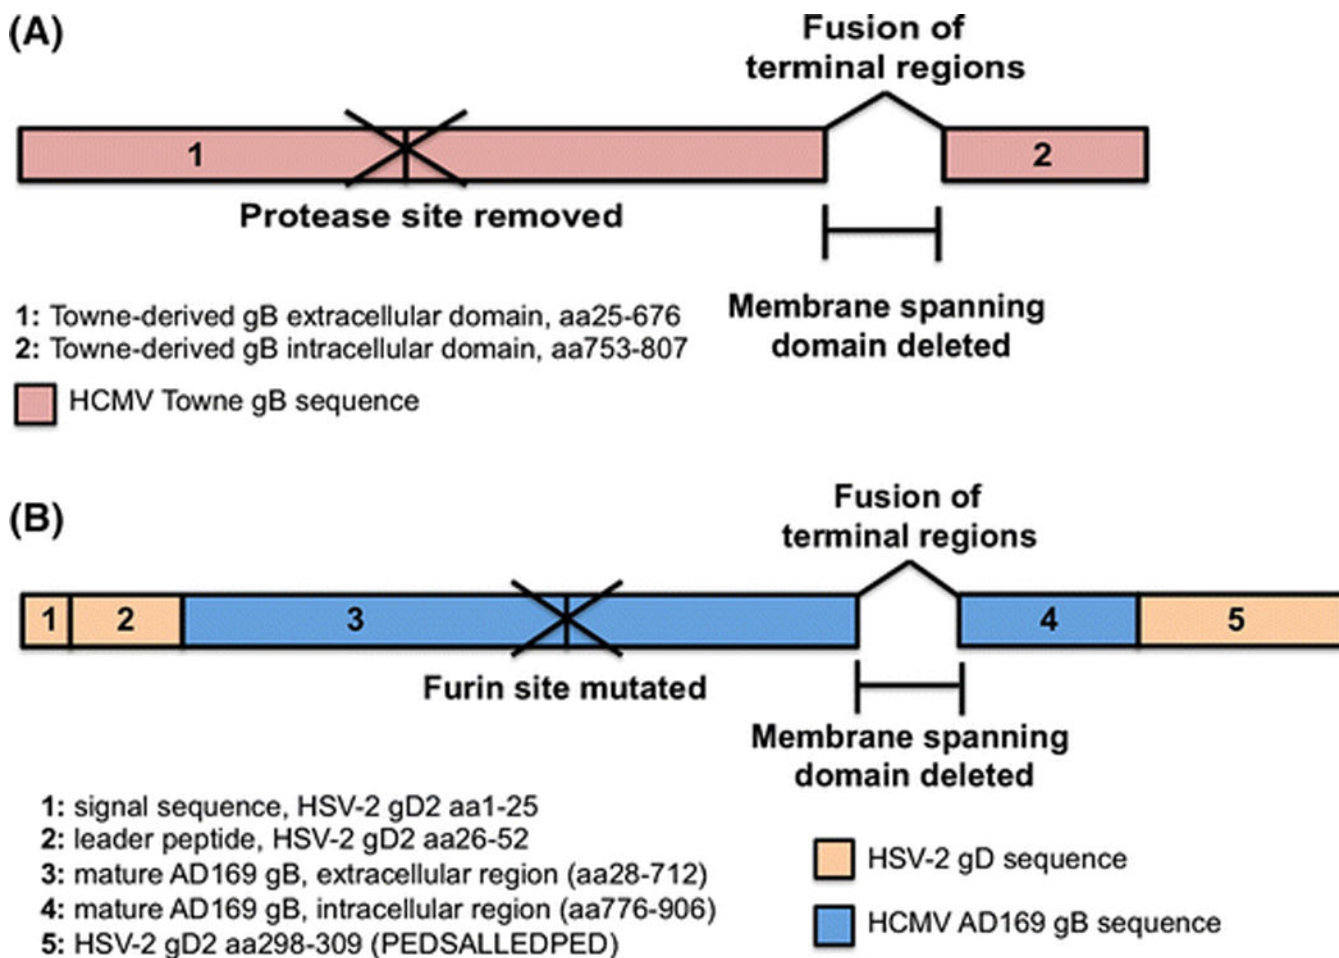 (A)
Fusion of
terminal regions
1
2
Protease site removed
Membrane spanning
domain deleted
1: Towne-derived gB extracellular domain, aa25-676
2: Towne-derived gB intracellular domain, aa753-807
HCMV Towne gB sequence
(B)
Fusion of
terminal regions
1
2
3
4
5
Furin site mutated
Membrane spanning
domain deleted
1: signal sequence, HSV-2 gD2 aa1-25
2: leader peptide, HSV-2 gD2 aa26-52
3: mature AD169 gB, extracellular region (aa28-712)
4: mature AD169 gB, intracellular region (aa776-906)
5: HSV-2 gD2 aa298-309 (PEDSALLEDPED)
HSV-2 gD sequence
HCMV AD169 gB sequence